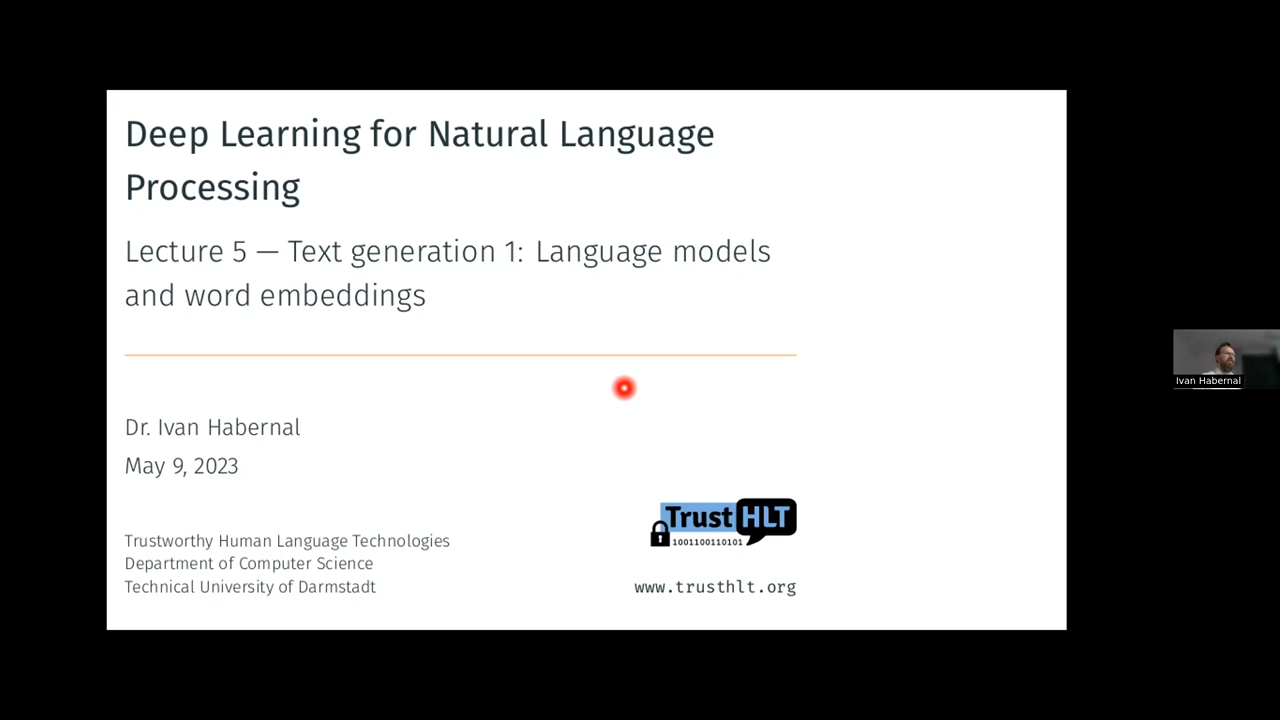 Deep Learning for Natural Language
Processing
Lecture 5 — Text generation 1: Language models
and word embeddings
Dr. Ivan Habernal
May 9, 2023
Trustworthy Human Language Technologies
Department of Computer Science
Technical University of Darmstadt
Trust HLT
1001100110101
www.trusthlt.org
Ivan Habernal